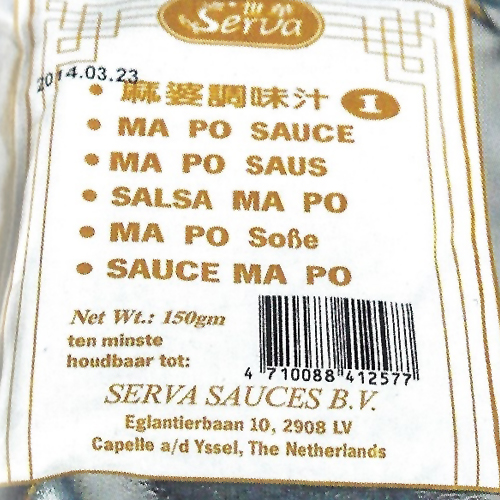 Serva
2014.03.23
• 麻婆調味汁 1
• MA PO SAUCE
• MA PO SAUS
• SALSA MA PO
• MA PO Soße
• SAUCE MA PO
Net Wt.: 150gm
ten minste
houdbaar tot:
4 710088 412577
SERVA SAUCES B.V.
Eglantierbaan 10, 2908 LV
Capelle a/d Yssel, The Netherlands